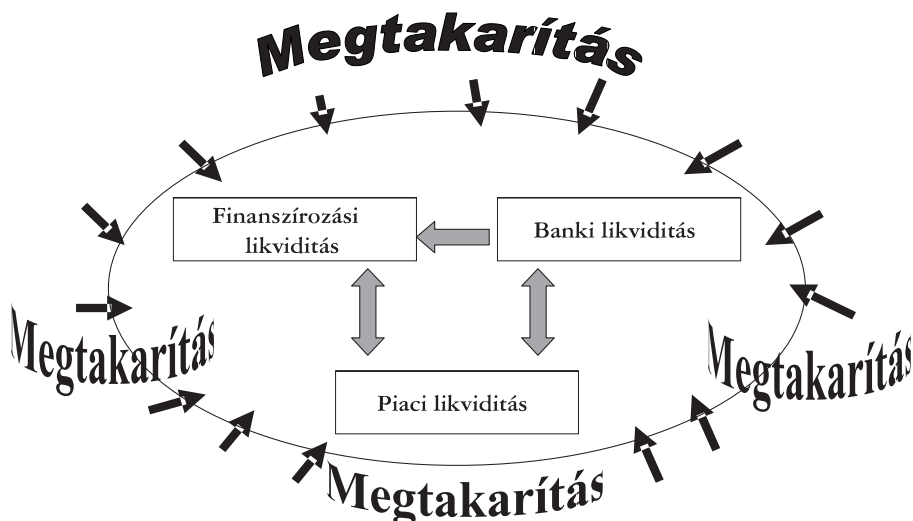 Megtakarítás
Finanszírozási
likviditás
Banki likviditás
Megtakarítás
Megtakarítás
Piaci likviditás
Megtakarítás